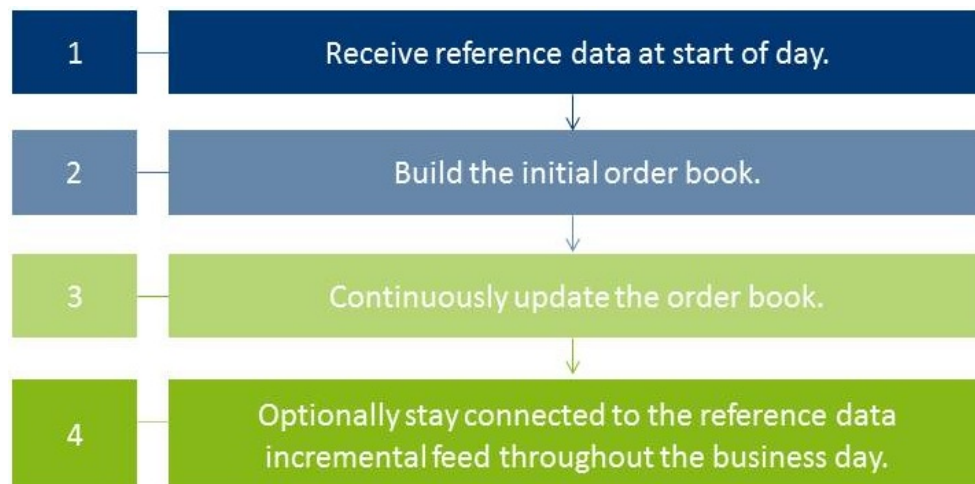 1
Receive reference data at start of day.
2
Build the initial order book.
3
Continuously update the order book.
4
Optionally stay connected to the reference data
incremental feed throughout the business day.